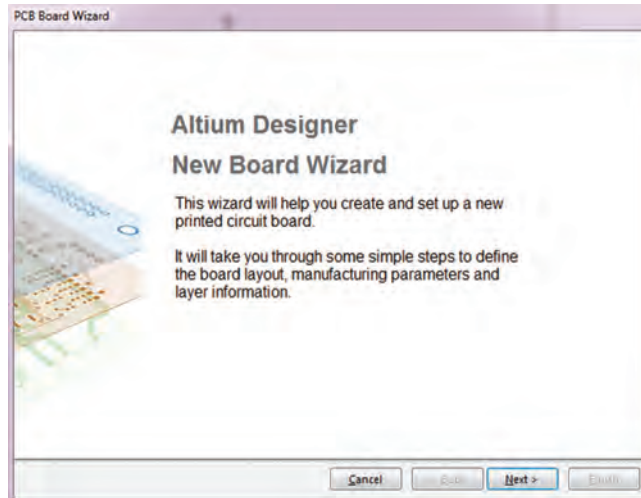 PCB Board Wizard
Altium Designer
New Board Wizard
This wizard will help you create and set up a new
printed circuit board.
It will take you through some simple steps to define
the board layout, manufacturing parameters and
layer information.
Cancel
Next >